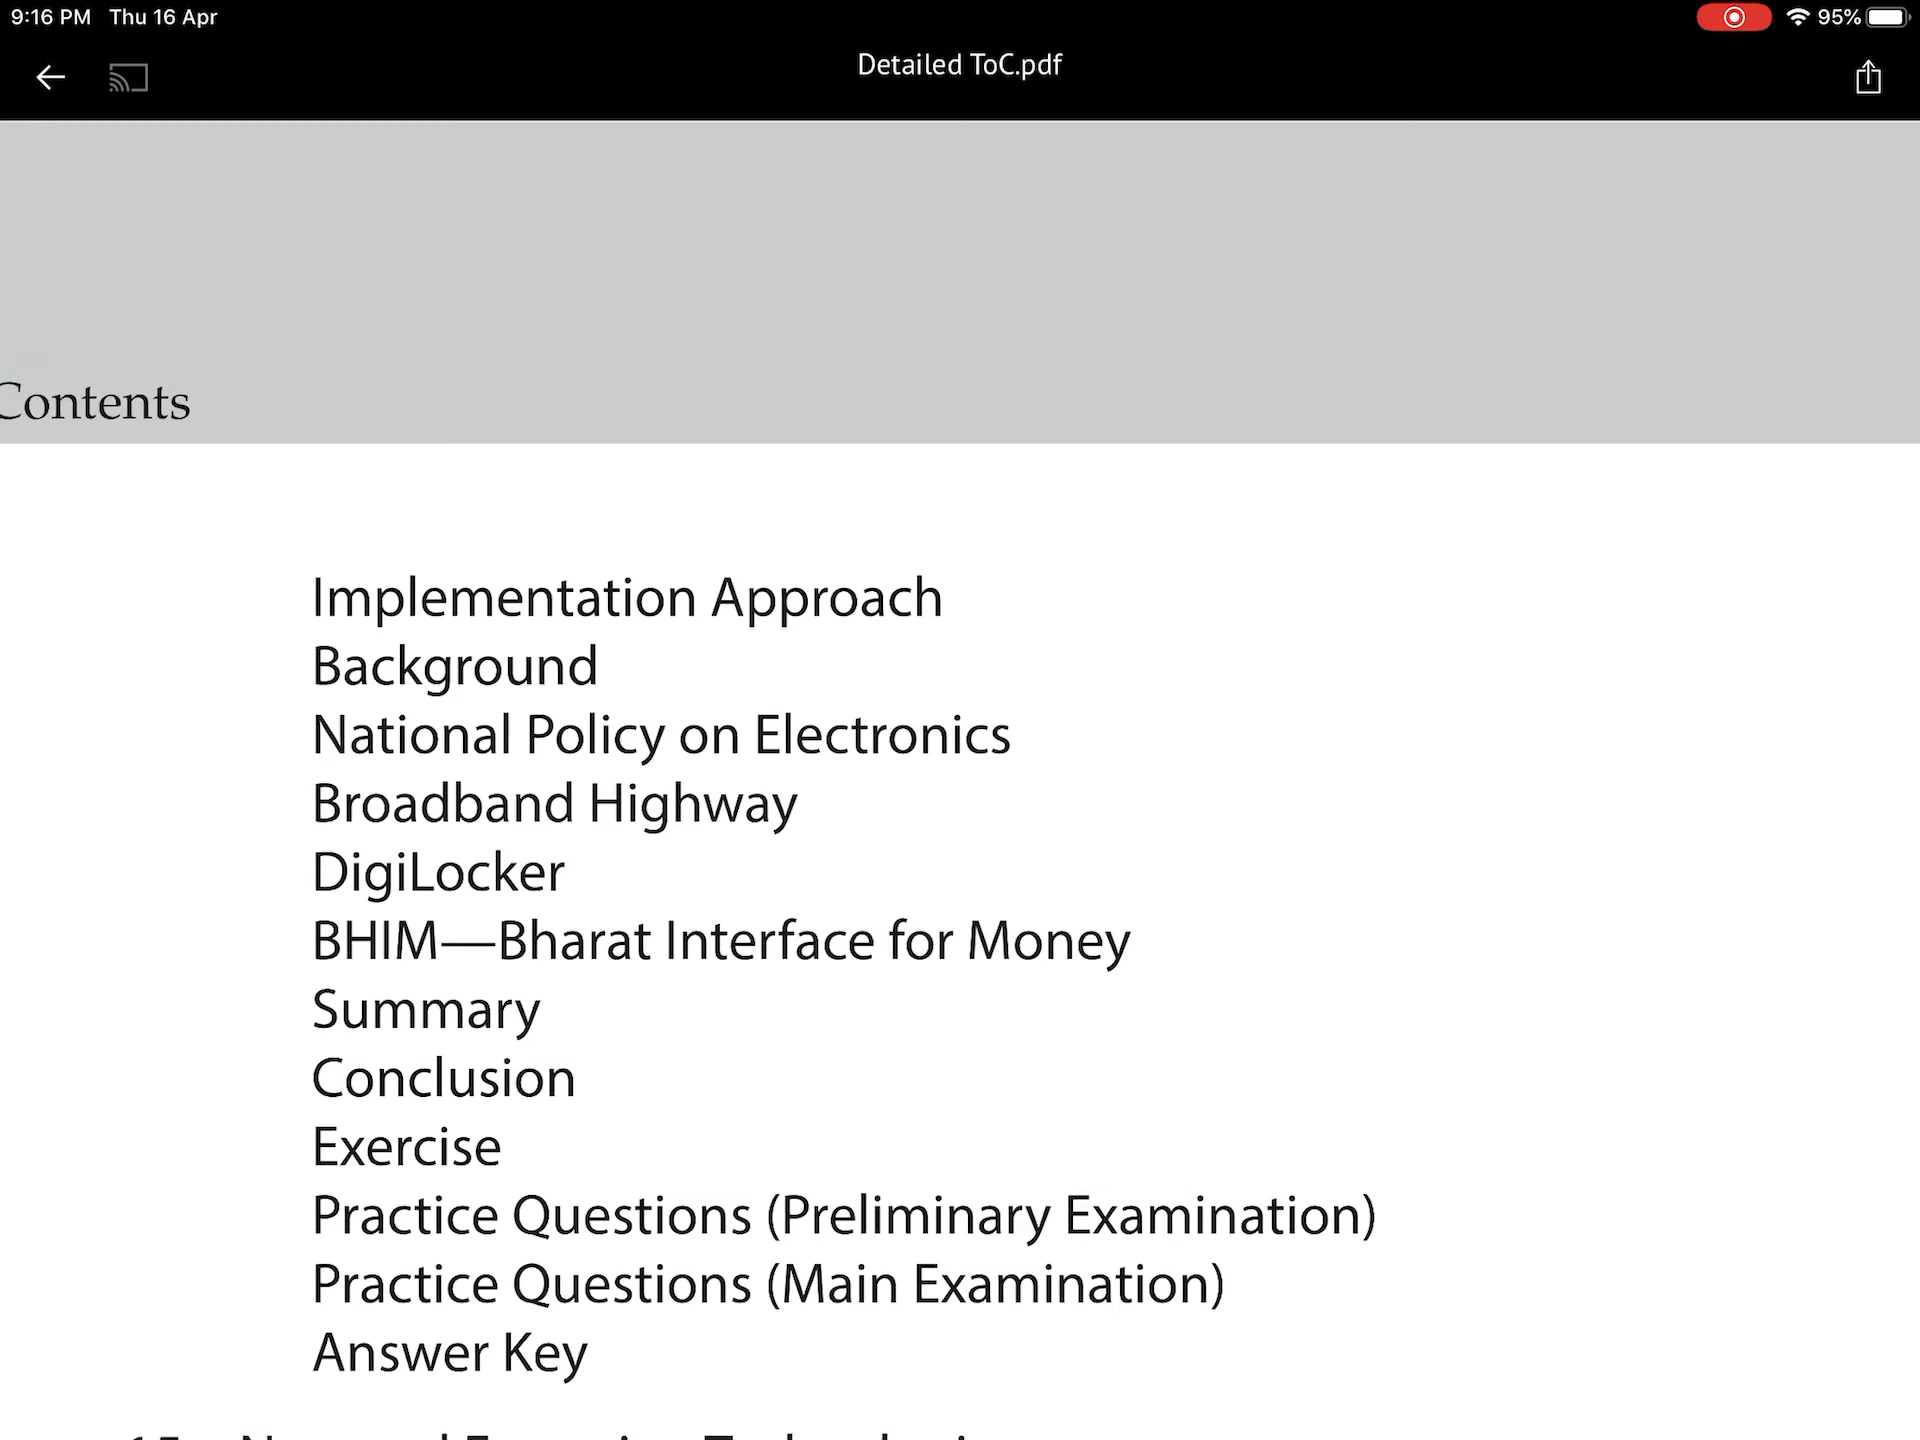 9:16 PM Thu 16 Apr
95%
Detailed ToC.pdf
Contents
Implementation Approach
Background
National Policy on Electronics
Broadband Highway
DigiLocker
BHIM—Bharat Interface for Money
Summary
Conclusion
Exercise
Practice Questions (Preliminary Examination)
Practice Questions (Main Examination)
Answer Key